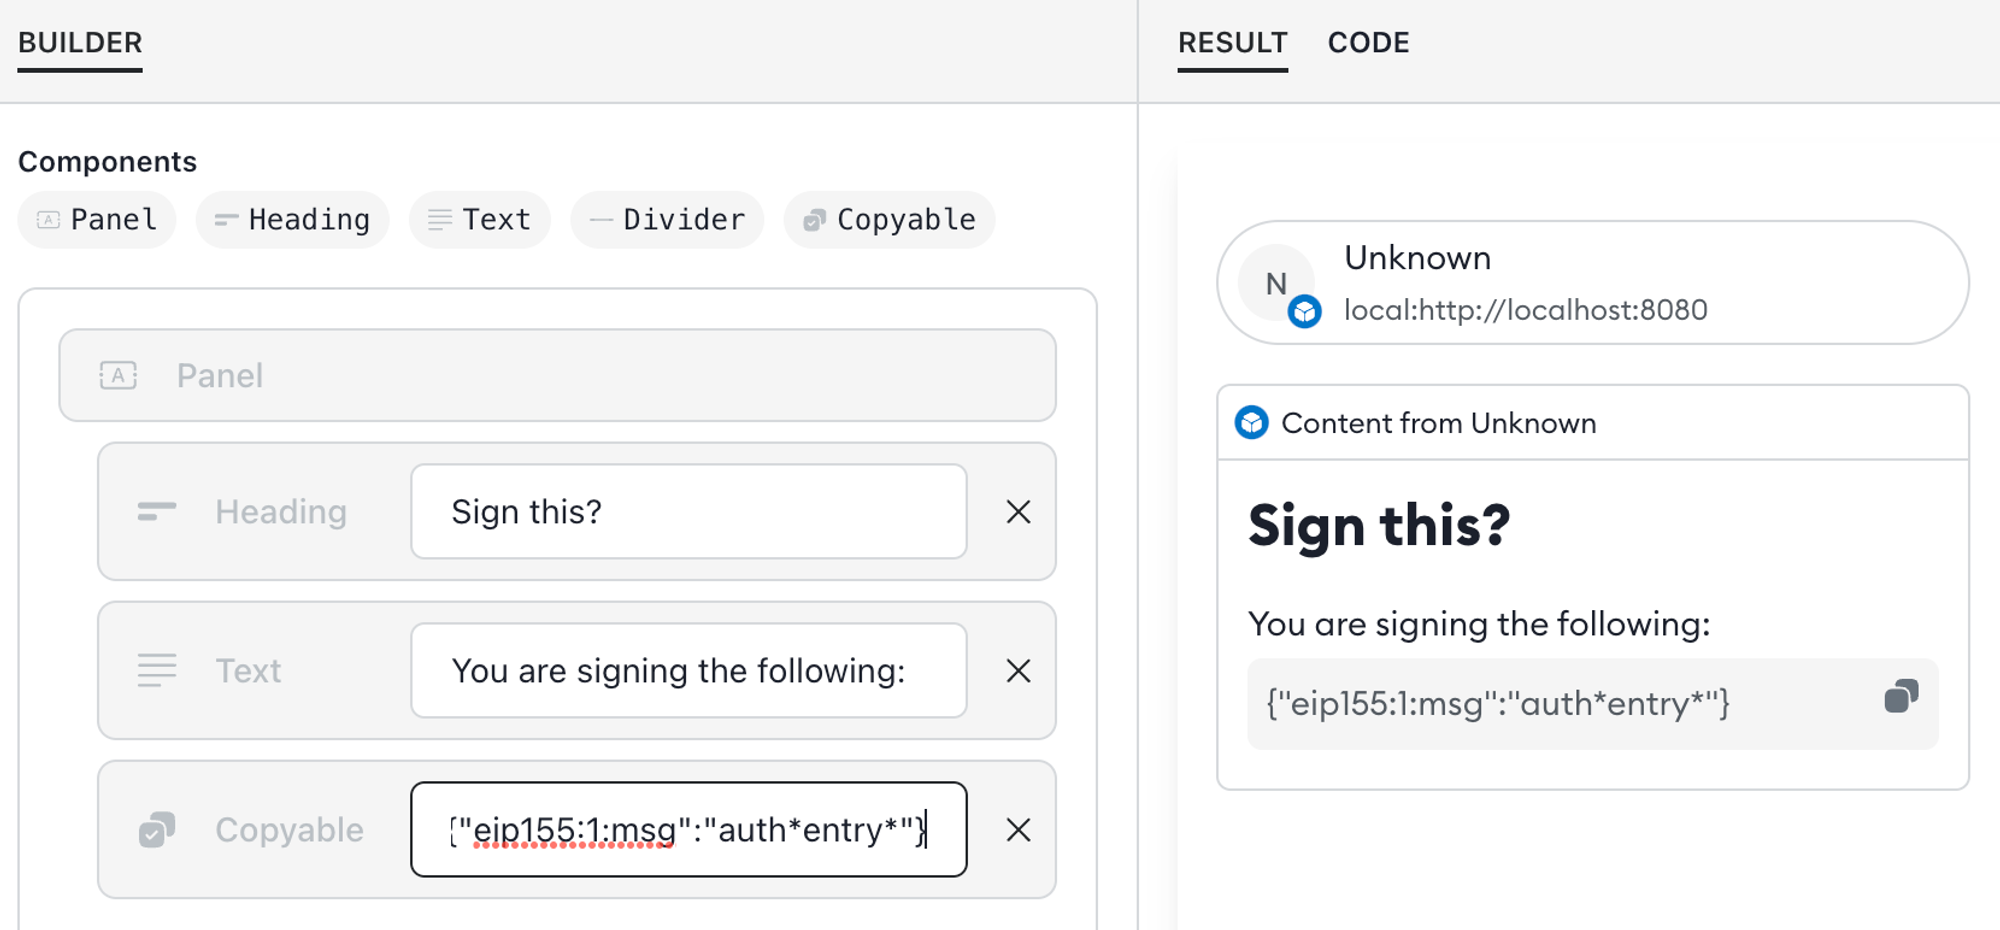 BUILDER
Components
Panel
Heading
Text
Divider
Copyable
A Panel
Heading
Sign this?
Text
You are signing the following:
Copyable
{"eip155:1:msg":"auth*entry*"}
RESULT
CODE
N
Unknown
local:http://localhost:8080
Content from Unknown
Sign this?
You are signing the following:
{"eip155:1:msg":"auth*entry*"}